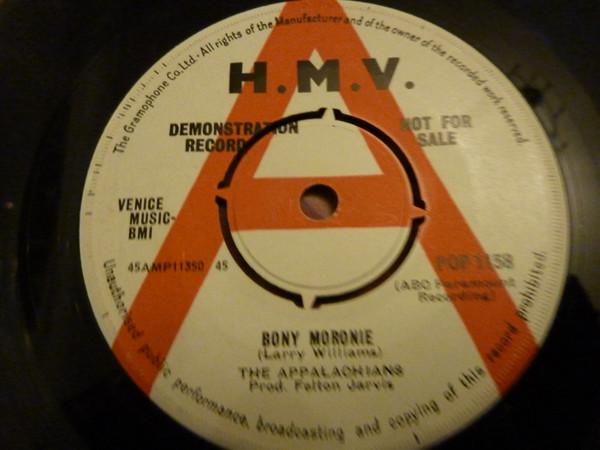 The Gramophone Co. Ltd · All rights of the Manufacturer and of the owner of the recorded work reserved
H.M.V.
DEMONSTRATION
RECORD
NOT FOR
SALE
VENICE
MUSIC-
BMI
45AMP11350 45
POP 1158
(ABC Paramount
Recording)
BONY MORONIE
(Larry Williams)
THE APPALACHIANS
Prod. Felton Jarvis
Unauthorised public performance, broadcasting and copying of this record prohibited.